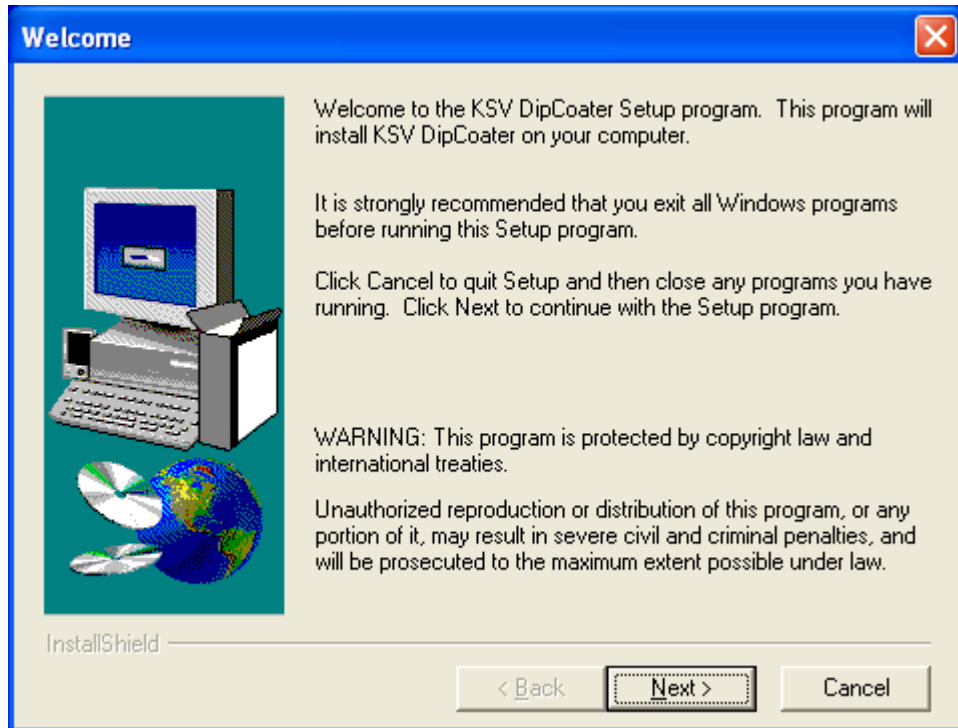 Welcome
Welcome to the KSV DipCoater Setup program.  This program will
install KSV DipCoater on your computer.
It is strongly recommended that you exit all Windows programs
before running this Setup program.
Click Cancel to quit Setup and then close any programs you have
running.  Click Next to continue with the Setup program.
WARNING: This program is protected by copyright law and
international treaties.
Unauthorized reproduction or distribution of this program, or any
portion of it, may result in severe civil and criminal penalties, and
will be prosecuted to the maximum extent possible under law.
InstallShield
< Back
Next >
Cancel